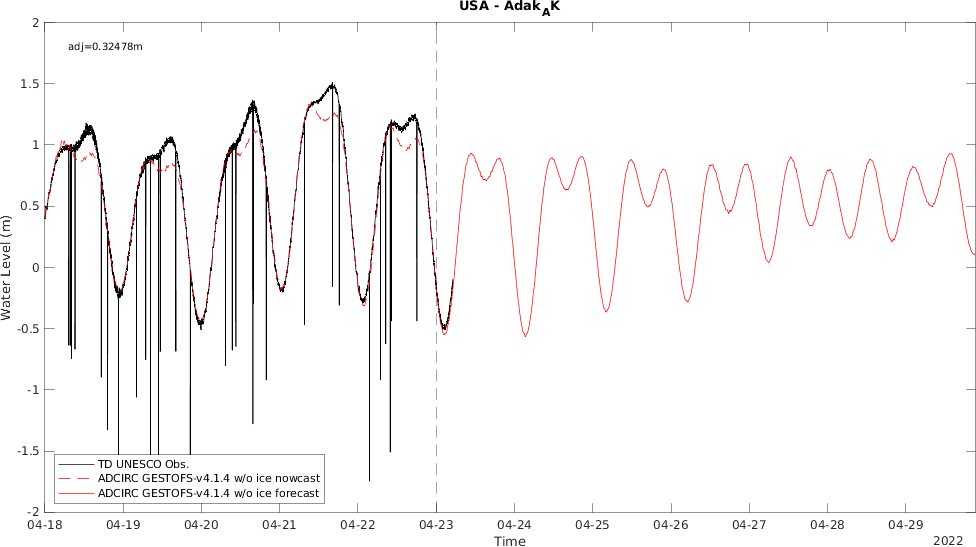 USA - Adak_AK
adj=0.32478m
2
1.5
1
0.5
0
-0.5
-1
-1.5
-2
Water Level (m)
TD UNESCO Obs.
ADCIRC GESTOFS-v4.1.4 w/o ice nowcast
ADCIRC GESTOFS-v4.1.4 w/o ice forecast
04-18 04-19 04-20 04-21 04-22 04-23 04-24 04-25 04-26 04-27 04-28 04-29
Time
2022